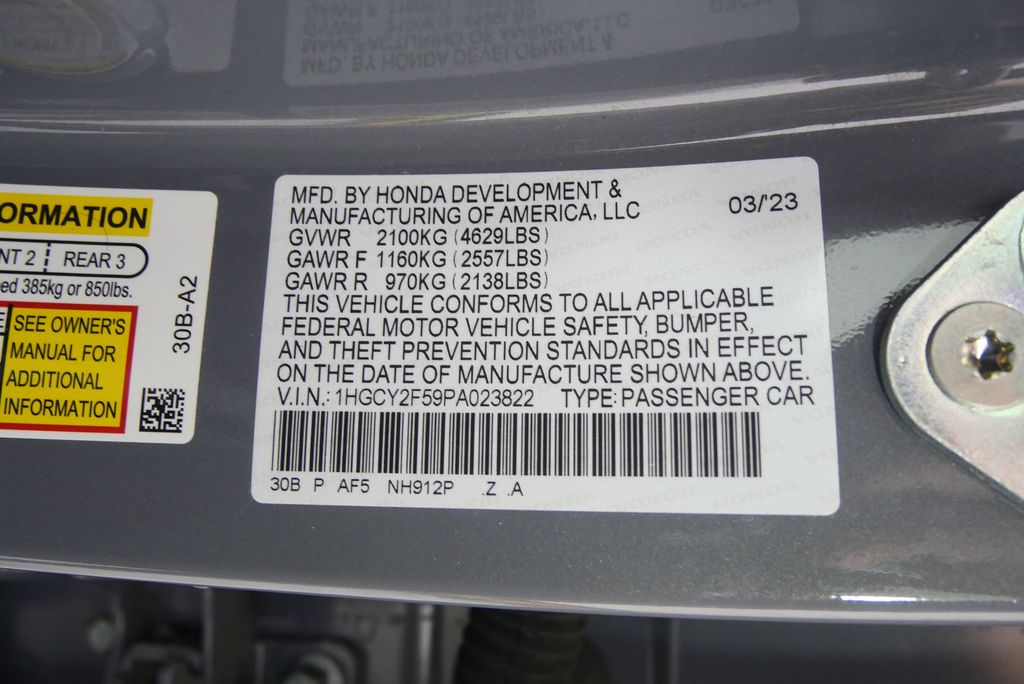 ORMATION
NT 2 REAR 3
ed 385kg or 850lbs.
SEE OWNER'S
MANUAL FOR
ADDITIONAL
INFORMATION
30B-A2
MFD. BY HONDA DEVELOPMENT &
MANUFACTURING OF AMERICA, LLC 03/'23
GVWR 2100KG (4629LBS)
GAWR F 1160KG (2557LBS)
GAWR R 970KG (2138LBS)
THIS VEHICLE CONFORMS TO ALL APPLICABLE
FEDERAL MOTOR VEHICLE SAFETY, BUMPER,
AND THEFT PREVENTION STANDARDS IN EFFECT
ON THE DATE OF MANUFACTURE SHOWN ABOVE.
V.I.N.: 1HGCY2F59PA023822 TYPE: PASSENGER CAR
30B P AF5 NH912P .Z .A